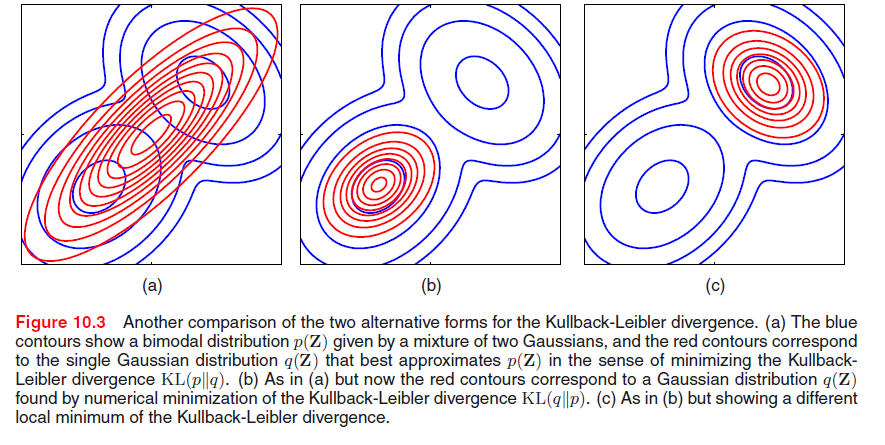 (a) (b) (c)
Figure 10.3 Another comparison of the two alternative forms for the Kullback-Leibler divergence. (a) The blue
contours show a bimodal distribution p(Z) given by a mixture of two Gaussians, and the red contours correspond
to the single Gaussian distribution q(Z) that best approximates p(Z) in the sense of minimizing the Kullback-
Leibler divergence KL(p‖q). (b) As in (a) but now the red contours correspond to a Gaussian distribution q(Z)
found by numerical minimization of the Kullback-Leibler divergence KL(q‖p). (c) As in (b) but showing a different
local minimum of the Kullback-Leibler divergence.